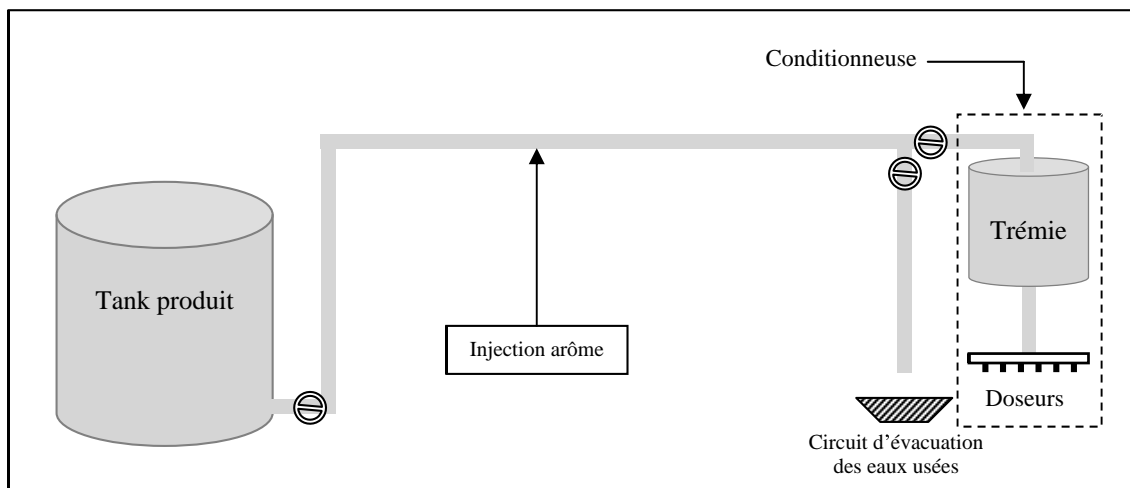 Conditionneuse
Trémie
Tank produit
Injection arôme
Doseurs
Circuit d’évacuation
des eaux usées